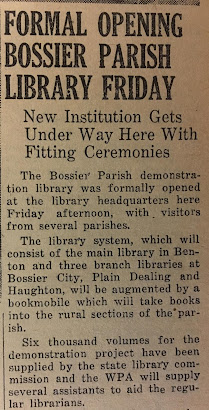 FORMAL OPENING
BOSSIER PARISH
LIBRARY FRIDAY
New Institution Gets
Under Way Here With
Fitting Ceremonies
The Bossier Parish demonstra-
tion library was formally opened
at the library headquarters here
Friday afternoon, with visitors
from several parishes.
The library system, which will
consist of the main library in Ben-
ton and three branch libraries at
Bossier City, Plain Dealing and
Haughton, will be augmented by a
bookmobile which will take books
into the rural sections of the par-
ish.
Six thousand volumes for the
demonstration project have been
supplied by the state library com-
mission and the WPA will supply
several assistants to aid the regu-
lar librarians.